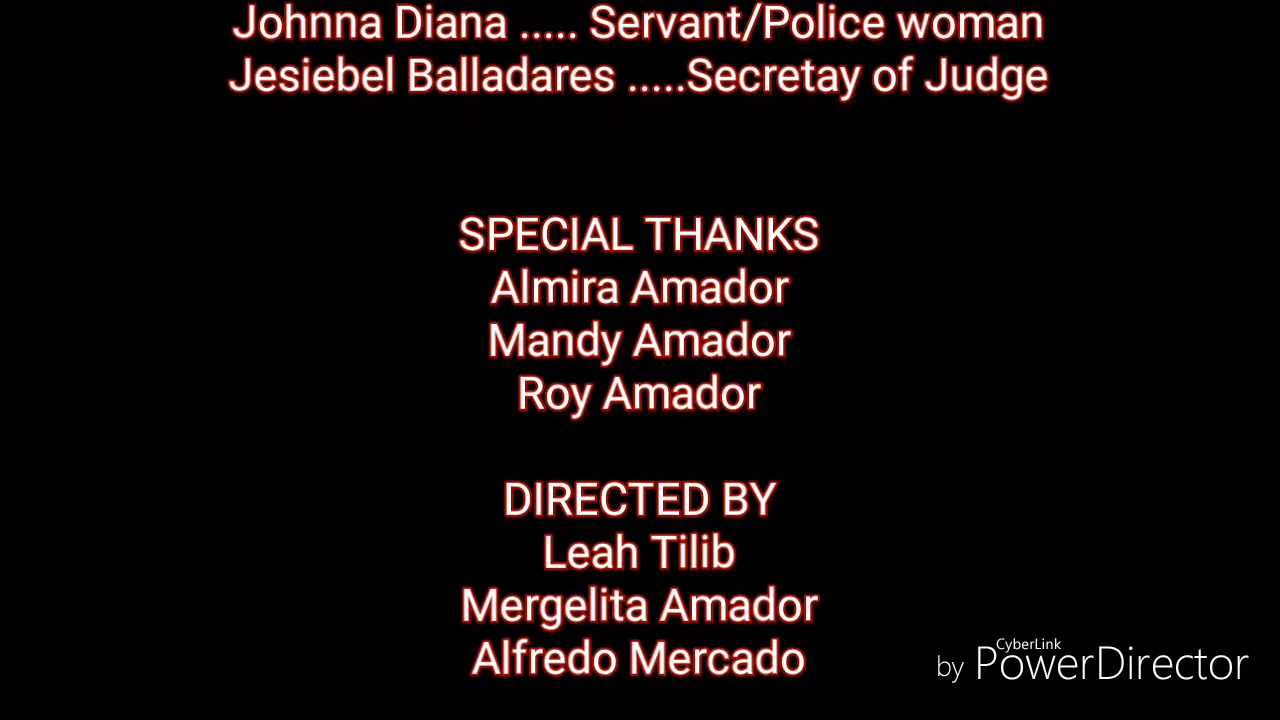 Johnna Diana ..... Servant/Police woman
Jesiebel Balladares .....Secretay of Judge
SPECIAL THANKS
Almira Amador
Mandy Amador
Roy Amador
DIRECTED BY
Leah Tilib
Mergelita Amador
Alfredo Mercado
by CyberLink PowerDirector